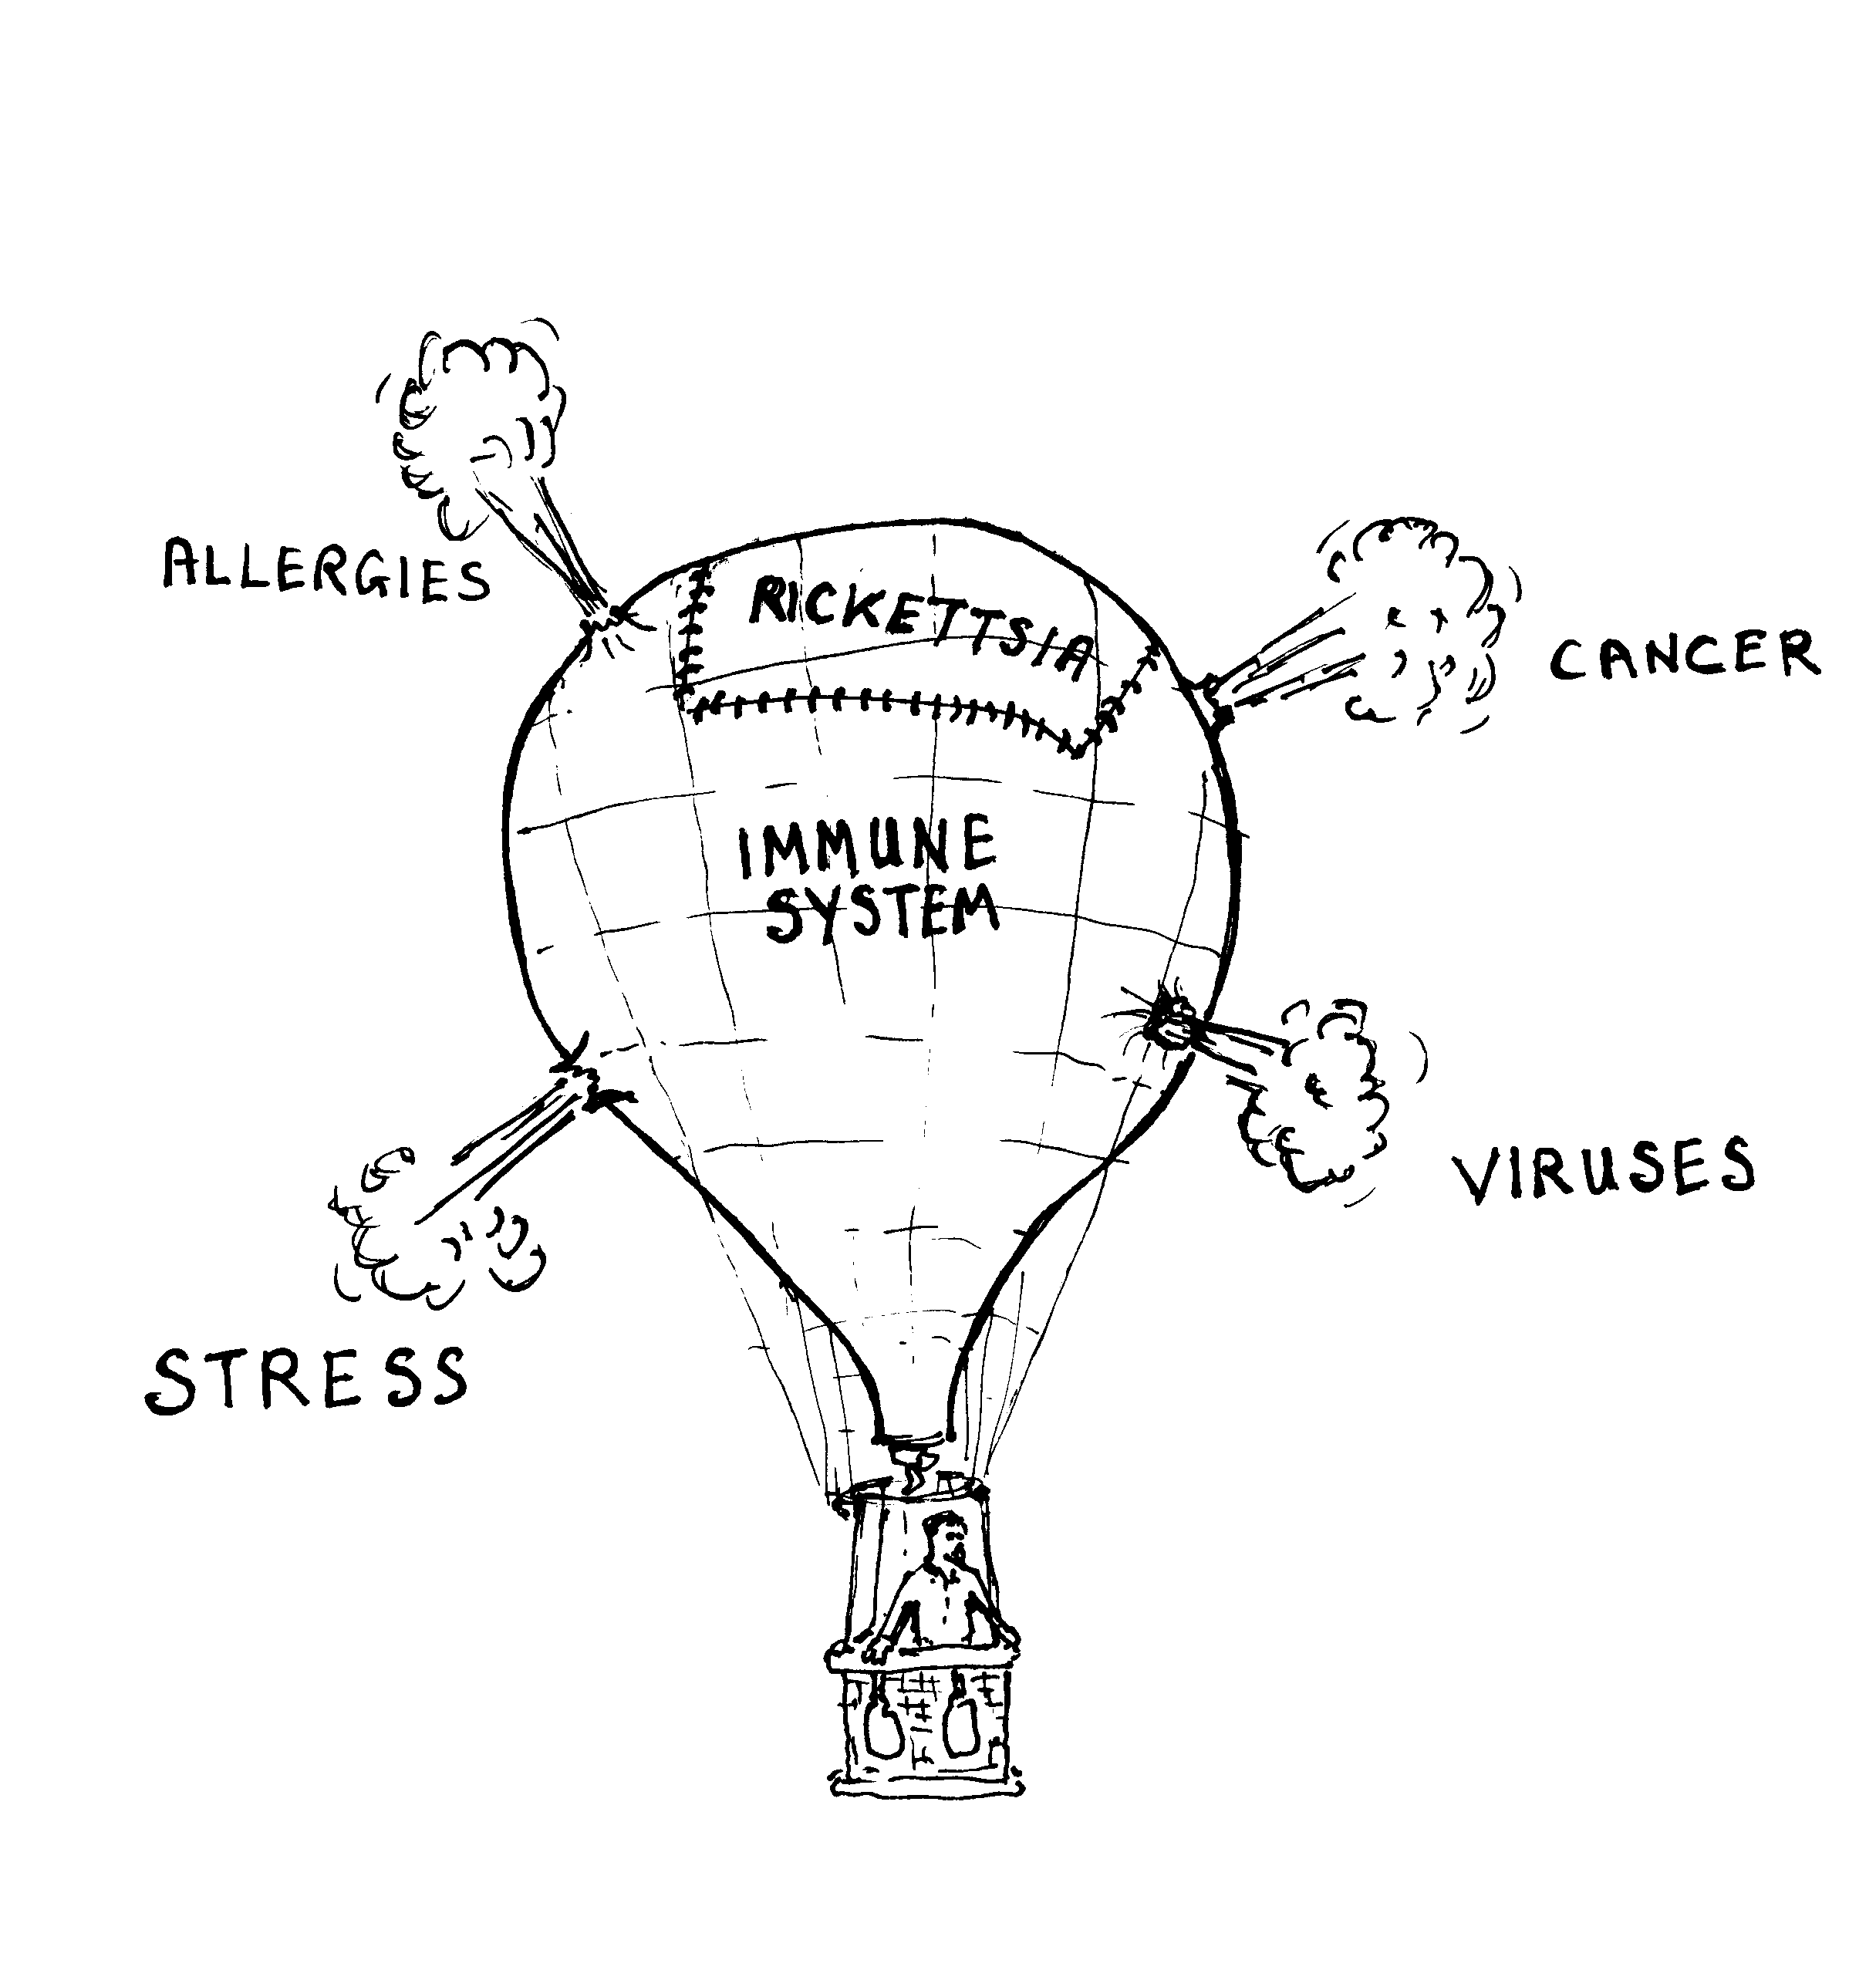 ALLERGIES
RICKETTSIA
CANCER
IMMUNE
SYSTEM
VIRUSES
STRESS